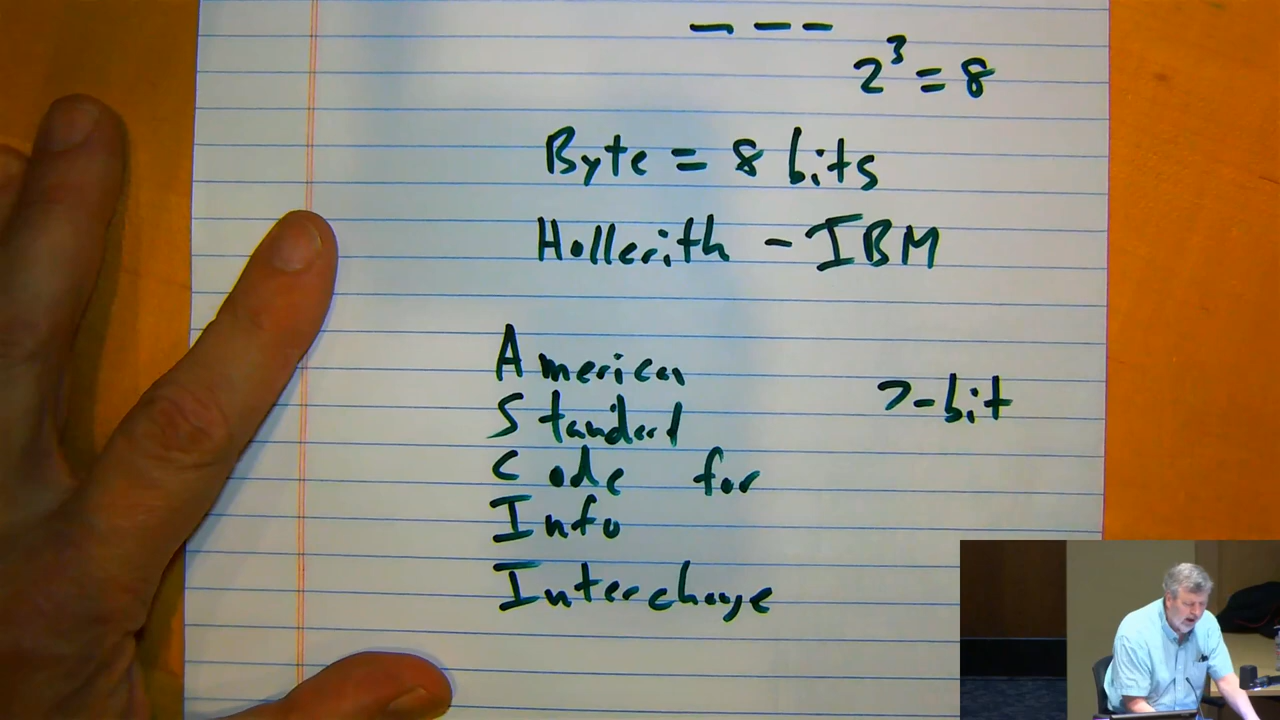 — — —
2³ = 8
Byte = 8 bits
Hollerith - IBM
American
Standard 7-bit
Code for
Info
Interchange